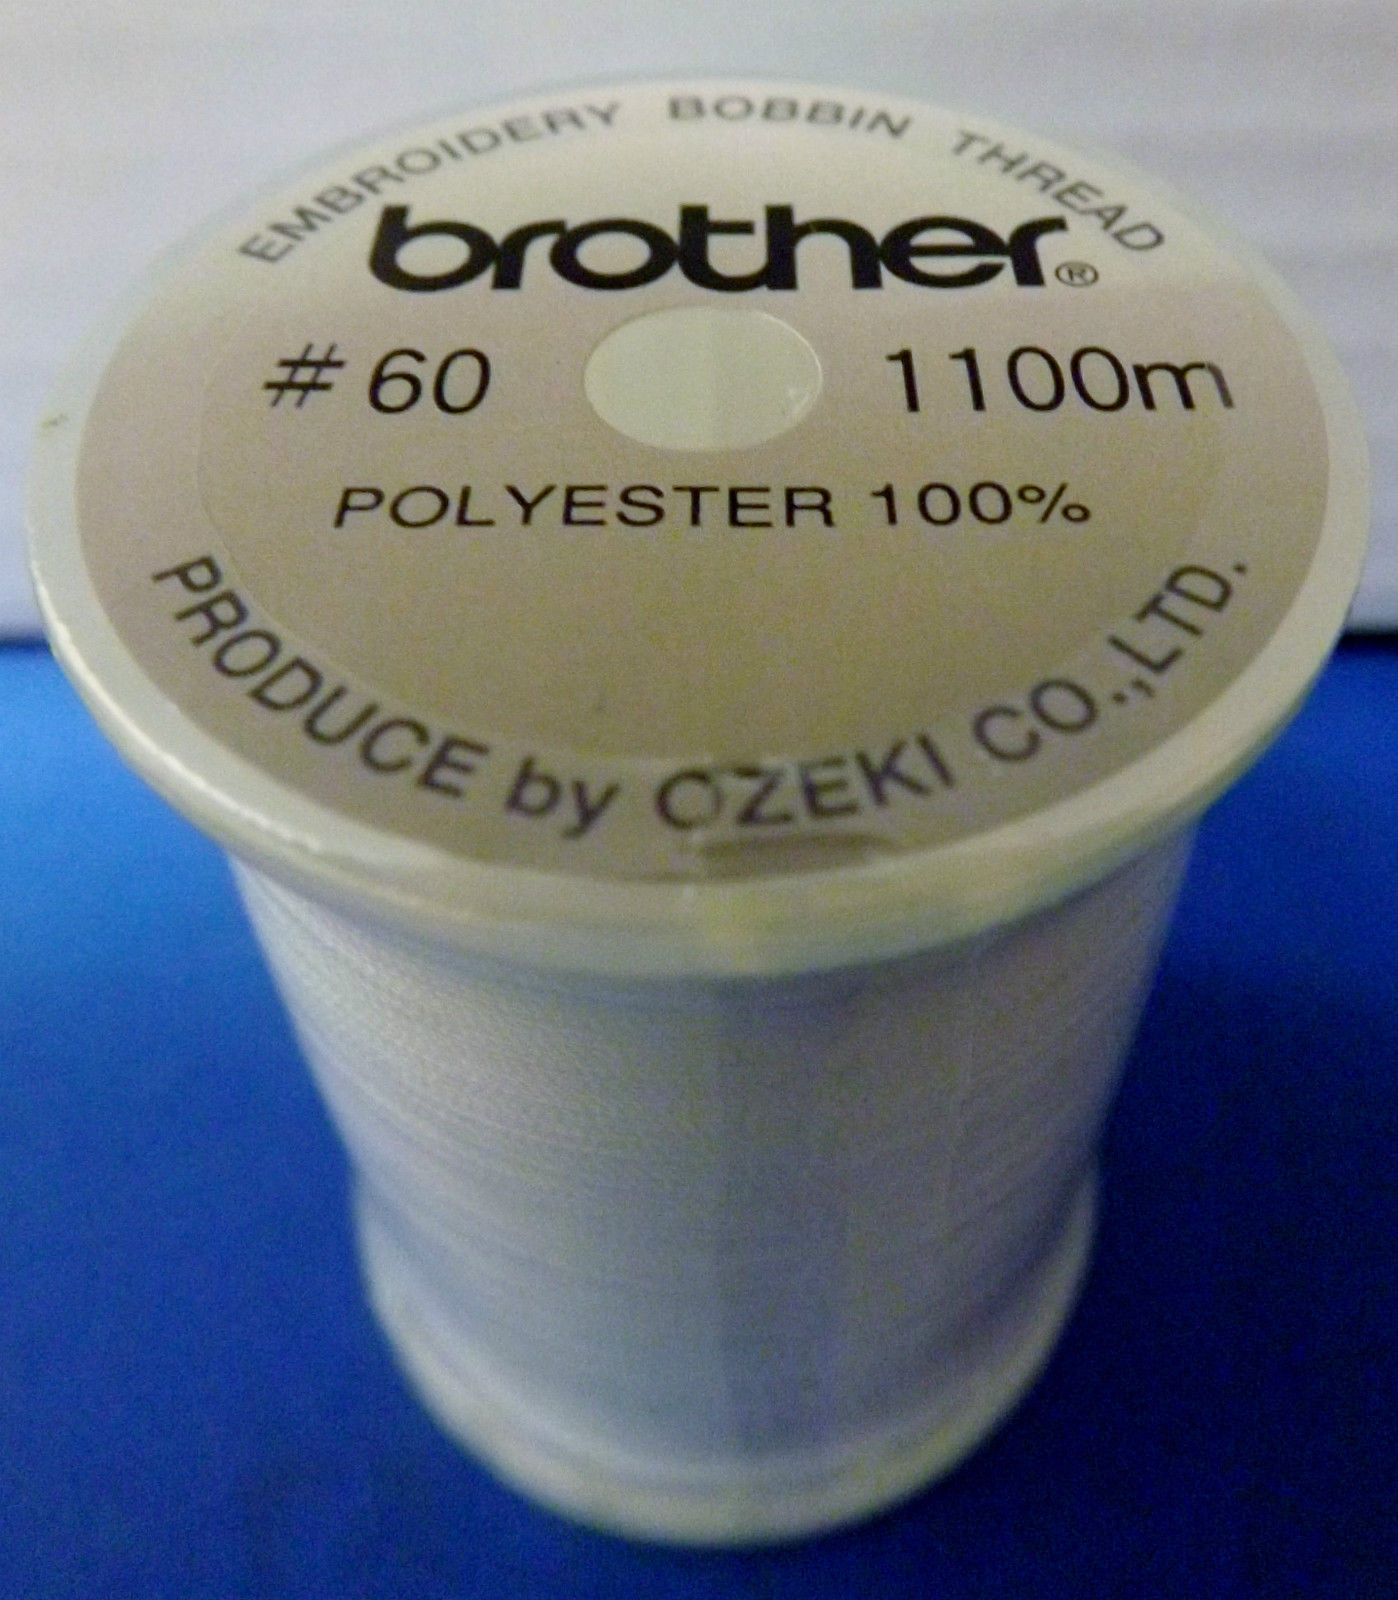 EMBROIDERY BOBBIN THREAD
brother®
#60 1100m
POLYESTER 100%
PRODUCE by OZEKI CO.,LTD.